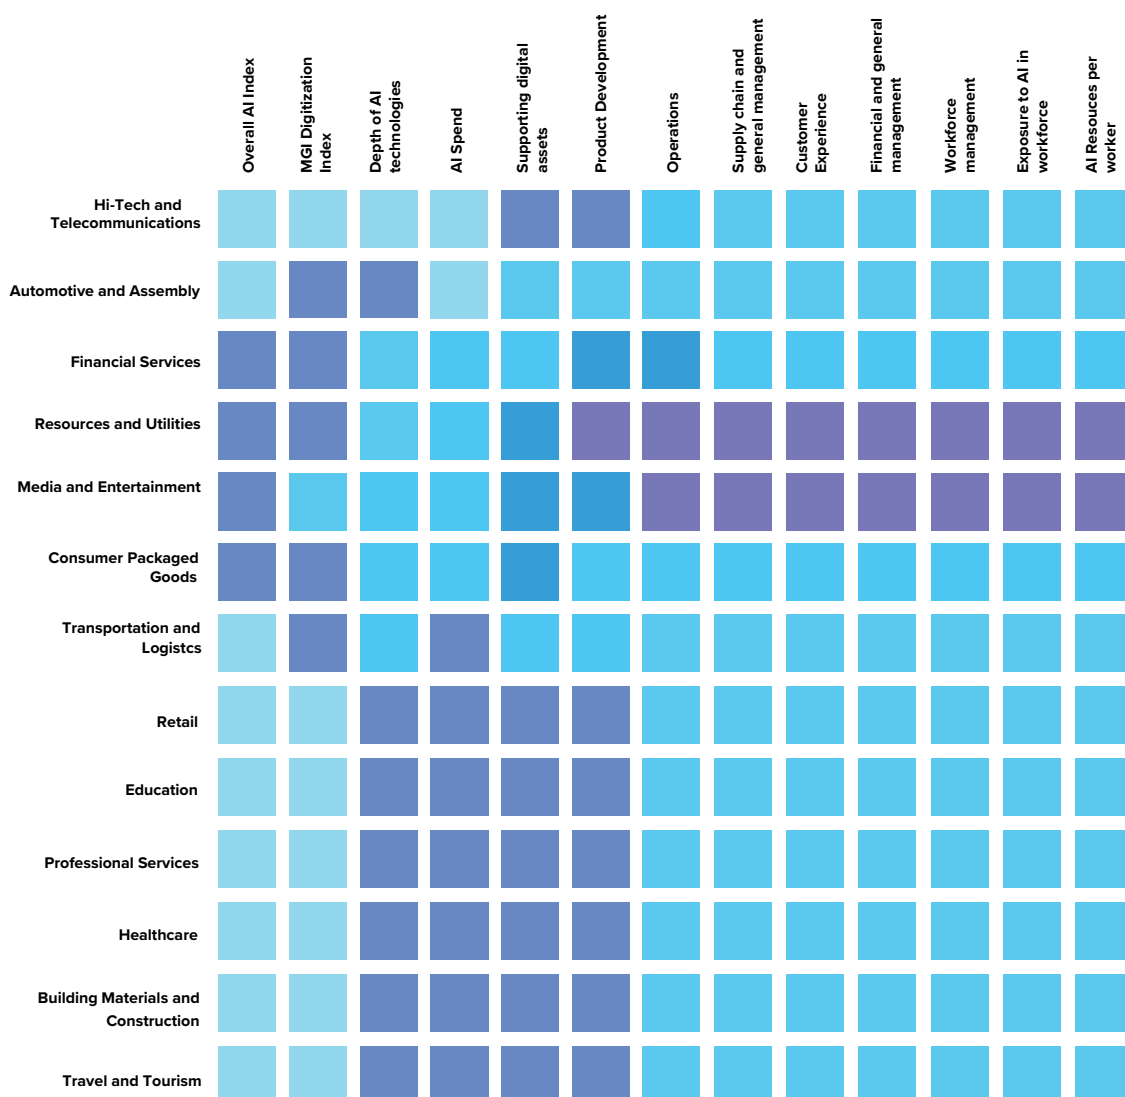 Overall AI Index
MGI Digitization
Index
Depth of AI
technologies
AI Spend
Supporting digital
assets
Product Development
Operations
Supply chain and
general management
Customer
Experience
Financial and general
management
Workforce
management
Exposure to AI in
workforce
AI Resouces per
worker
Hi-Tech and
Telecommunications
Automotive and Assembly
Financial Services
Resources and Utilities
Media and Entertainment
Consumer Packaged
Goods
Transportation and
Logistcs
Retail
Education
Professional Services
Healthcare
Building Materials and
Construction
Travel and Tourism